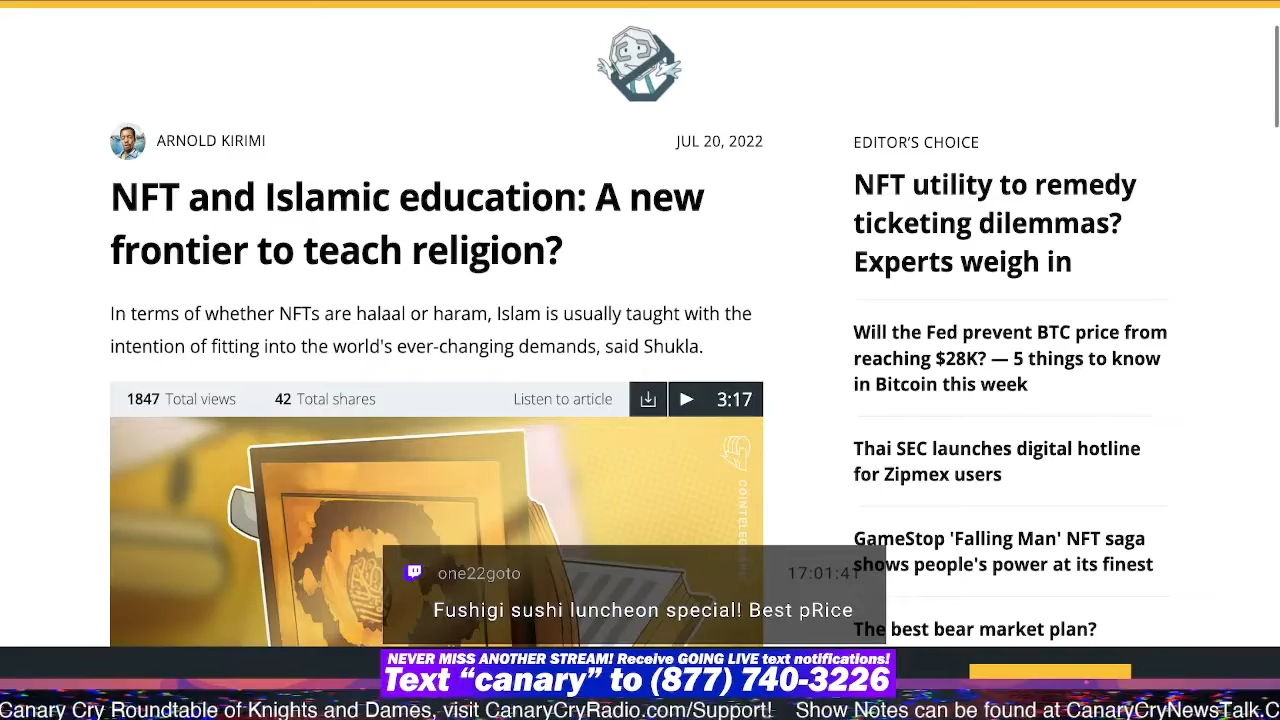 ARNOLD KIRIMI
JUL 20, 2022
NFT and Islamic education: A new
frontier to teach religion?
In terms of whether NFTs are halaal or haram, Islam is usually taught with the
intention of fitting into the world's ever-changing demands, said Shukla.
1847 Total views
42 Total shares
Listen to article
3:17
EDITOR'S CHOICE
NFT utility to remedy
ticketing dilemmas?
Experts weigh in
Will the Fed prevent BTC price from
reaching $28K? — 5 things to know
in Bitcoin this week
Thai SEC launches digital hotline
for Zipmex users
GameStop 'Falling Man' NFT saga
shows people's power at its finest
The best bear market plan?
one22goto
17:01:41
Fushigi sushi luncheon special! Best pRice
NEVER MISS ANOTHER STREAM! Receive GOING LIVE text notifications!
Text “canary” to (877) 740-3226
Canary Cry Roundtable of Knights and Dames, visit CanaryCryRadio.com/Support! Show Notes can be found at CanaryCryNewsTalk.C